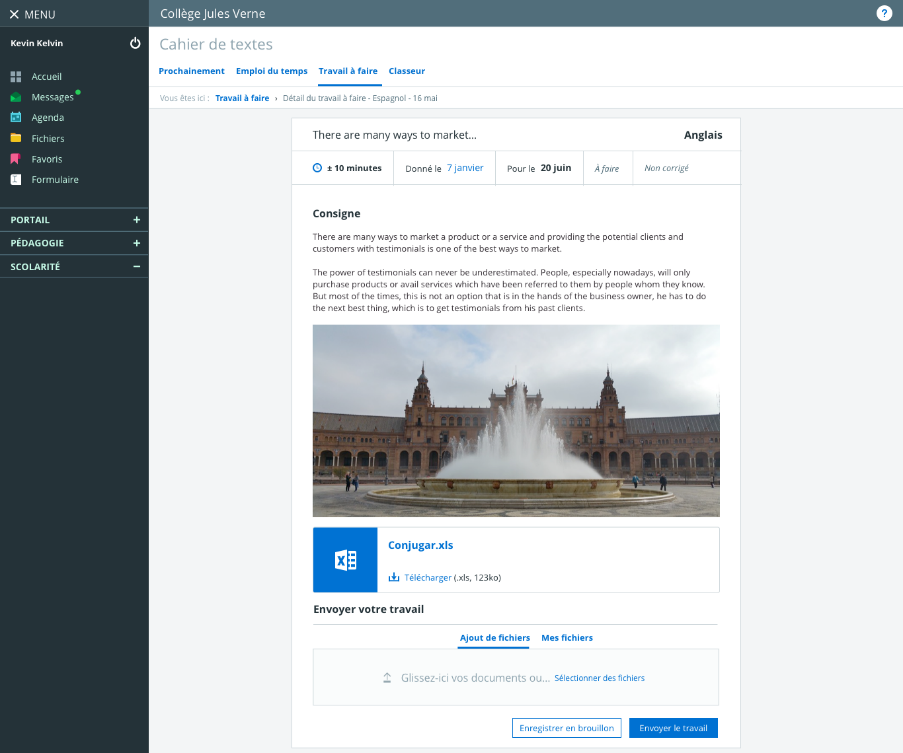 MENU
Collège Jules Verne
?
Kevin Kelvin
Cahier de textes
Prochainement Emploi du temps Travail à faire Classeur
Vous êtes ici : Travail à faire › Détail du travail à faire - Espagnol - 16 mai
Accueil
Messages
Agenda
Fichiers
Favoris
Formulaire
PORTAIL +
PÉDAGOGIE +
SCOLARITÉ −
There are many ways to market... Anglais
± 10 minutes Donné le 7 janvier Pour le 20 juin À faire Non corrigé
Consigne
There are many ways to market a product or a service and providing the potential clients and
customers with testimonials is one of the best ways to market.
The power of testimonials can never be underestimated. People, especially nowadays, will only
purchase products or avail services which have been referred to them by people whom they know.
But most of the times, this is not an option that is in the hands of the business owner, he has to do
the next best thing, which is to get testimonials from his past clients.
Conjugar.xls
Télécharger (.xls, 123ko)
Envoyer votre travail
Ajout de fichiers Mes fichiers
Glissez-ici vos documents ou... Sélectionner des fichiers
Enregistrer en brouillon Envoyer le travail